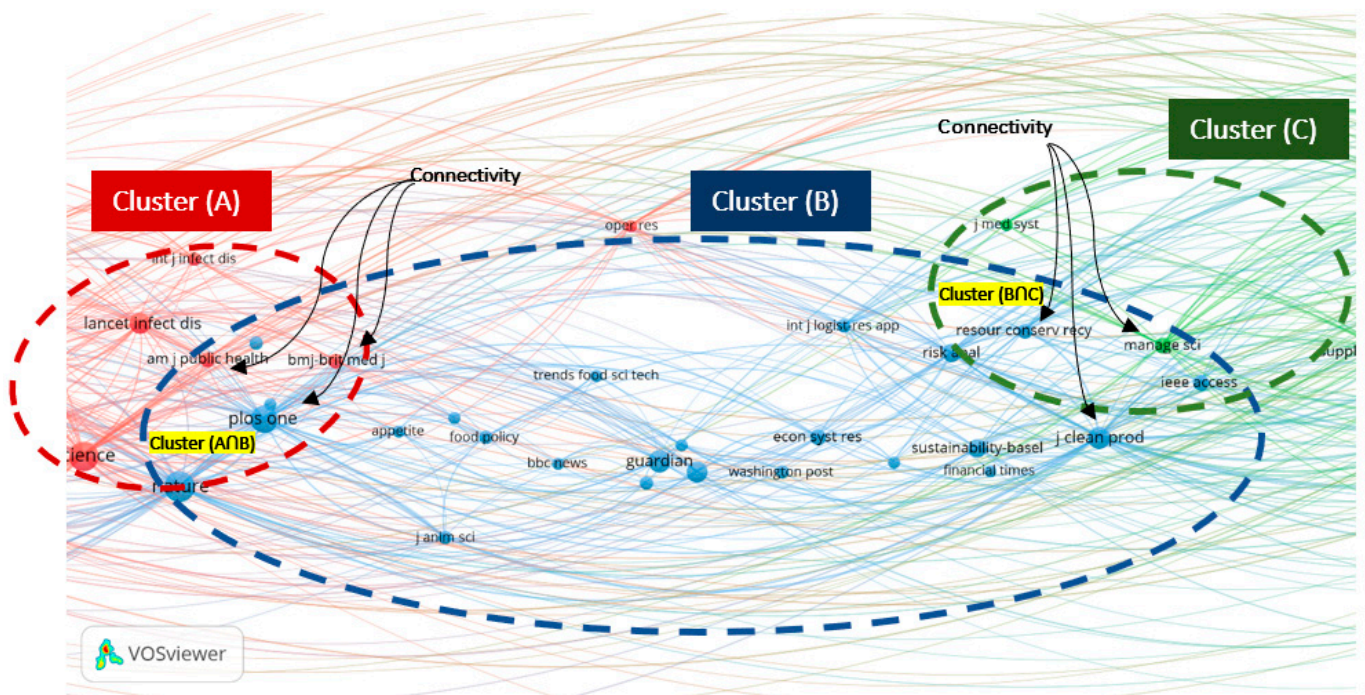 Cluster (C)
Connectivity
Connectivity
Cluster (A)
Cluster (B)
oper res
j med syst
int j infect dis
Cluster (B∩C)
lancet infect dis
int j logist-res app
resour conserv recy
manage sci
suppl
am j public health
bmj-brit med j
risk anal
trends food sci tech
ieee access
plos one
appetite
food policy
econ syst res
j clean prod
Cluster (A∩B)
cience
bbc news
guardian
washington post
sustainability-basel
financial times
nature
j anim sci
VOSviewer